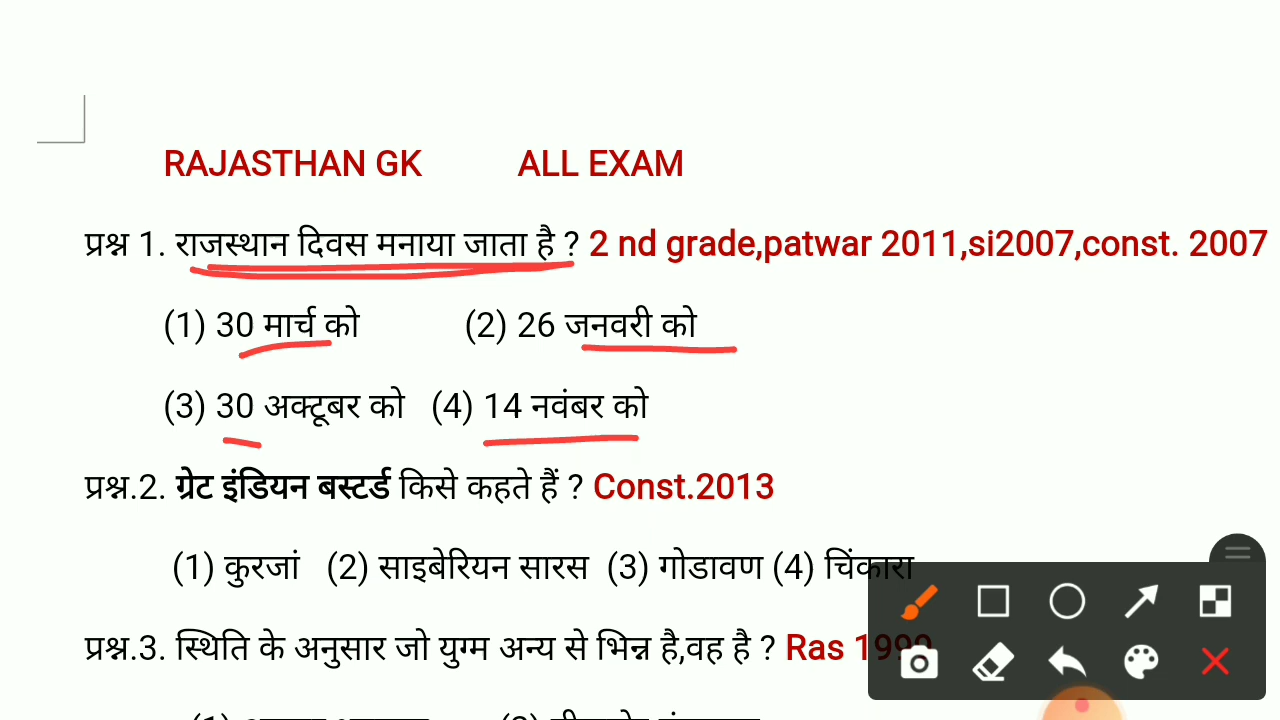 RAJASTHAN GK ALL EXAM
प्रश्न 1. राजस्थान दिवस मनाया जाता है ? 2 nd grade,patwar 2011,si2007,const. 2007
(1) 30 मार्च को (2) 26 जनवरी को
(3) 30 अक्टूबर को (4) 14 नवंबर को
प्रश्न.2. ग्रेट इंडियन बस्टर्ड किसे कहते हैं ? Const.2013
(1) कुरजां (2) साइबेरियन सारस (3) गोडावण (4) चिंकारा
प्रश्न.3. स्थिति के अनुसार जो युग्म अन्य से भिन्न है,वह है ? Ras 1999